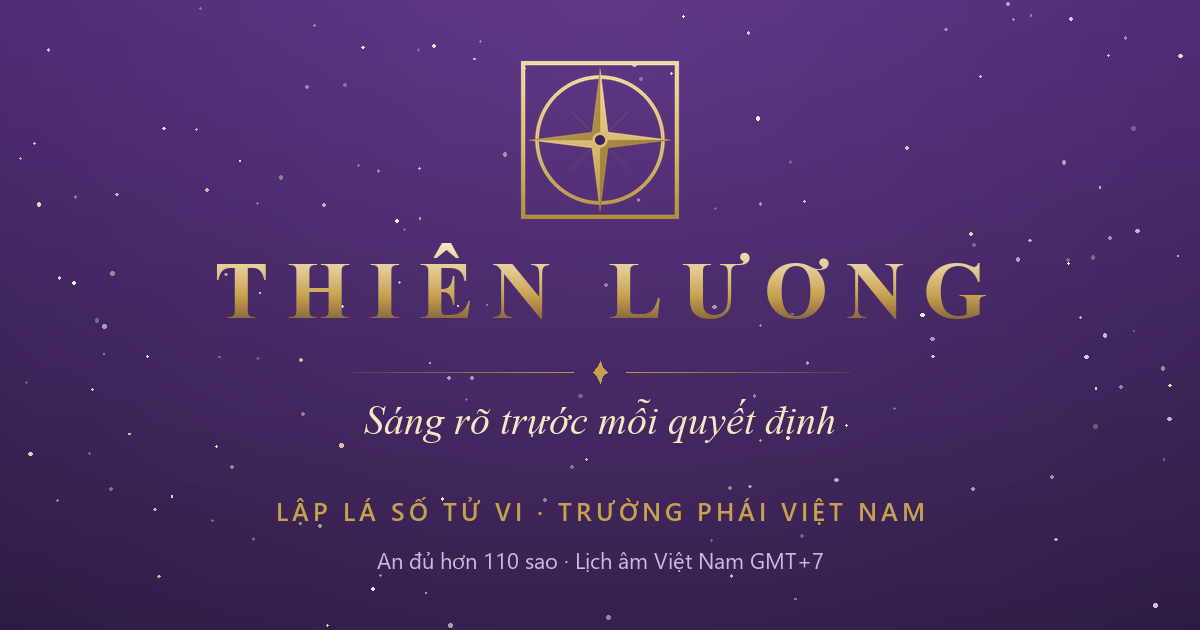 THIÊN LƯƠNG
Sáng rõ trước mỗi quyết định
LẬP LÁ SỐ TỬ VI · TRƯỜNG PHÁI VIỆT NAM
An đủ hơn 110 sao · Lịch âm Việt Nam GMT+7